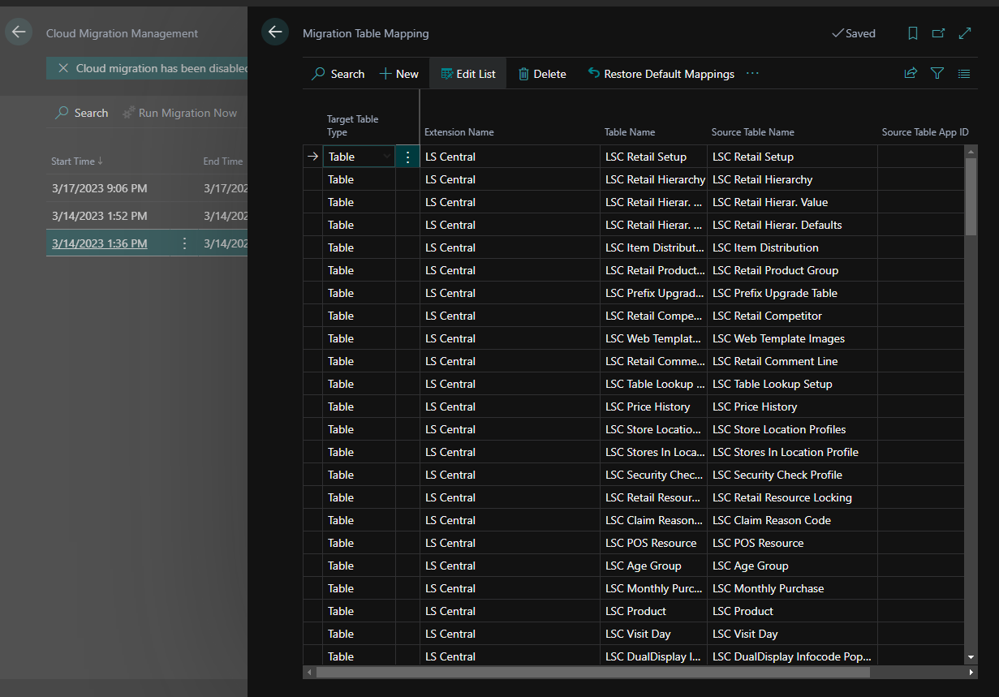 Cloud Migration Management
Cloud migration has been disable
Search Run Migration Now
Start Time ↓ End Time
3/17/2023 9:06 PM 3/17/202
3/14/2023 1:52 PM 3/14/202
3/14/2023 1:36 PM 3/14/202
Migration Table Mapping
Saved
Search New Edit List Delete Restore Default Mappings ...
Target Table Type Extension Name Table Name Source Table Name Source Table App ID
Table LS Central LSC Retail Setup LSC Retail Setup
Table LS Central LSC Retail Hierarchy LSC Retail Hierarchy
Table LS Central LSC Retail Hierar. ... LSC Retail Hierar. Value
Table LS Central LSC Retail Hierar. ... LSC Retail Hierar. Defaults
Table LS Central LSC Item Distribut... LSC Item Distribution
Table LS Central LSC Retail Product... LSC Retail Product Group
Table LS Central LSC Prefix Upgrad... LSC Prefix Upgrade Table
Table LS Central LSC Retail Compe... LSC Retail Competitor
Table LS Central LSC Web Templat... LSC Web Template Images
Table LS Central LSC Retail Comme... LSC Retail Comment Line
Table LS Central LSC Table Lookup ... LSC Table Lookup Setup
Table LS Central LSC Price History LSC Price History
Table LS Central LSC Store Locatio... LSC Store Location Profiles
Table LS Central LSC Stores In Loca... LSC Stores In Location Profile
Table LS Central LSC Security Chec... LSC Security Check Profile
Table LS Central LSC Retail Resour... LSC Retail Resource Locking
Table LS Central LSC Claim Reason... LSC Claim Reason Code
Table LS Central LSC POS Resource LSC POS Resource
Table LS Central LSC Age Group LSC Age Group
Table LS Central LSC Monthly Purc... LSC Monthly Purchase
Table LS Central LSC Product LSC Product
Table LS Central LSC Visit Day LSC Visit Day
Table LS Central LSC DualDisplay I... LSC DualDisplay Infocode Pop...